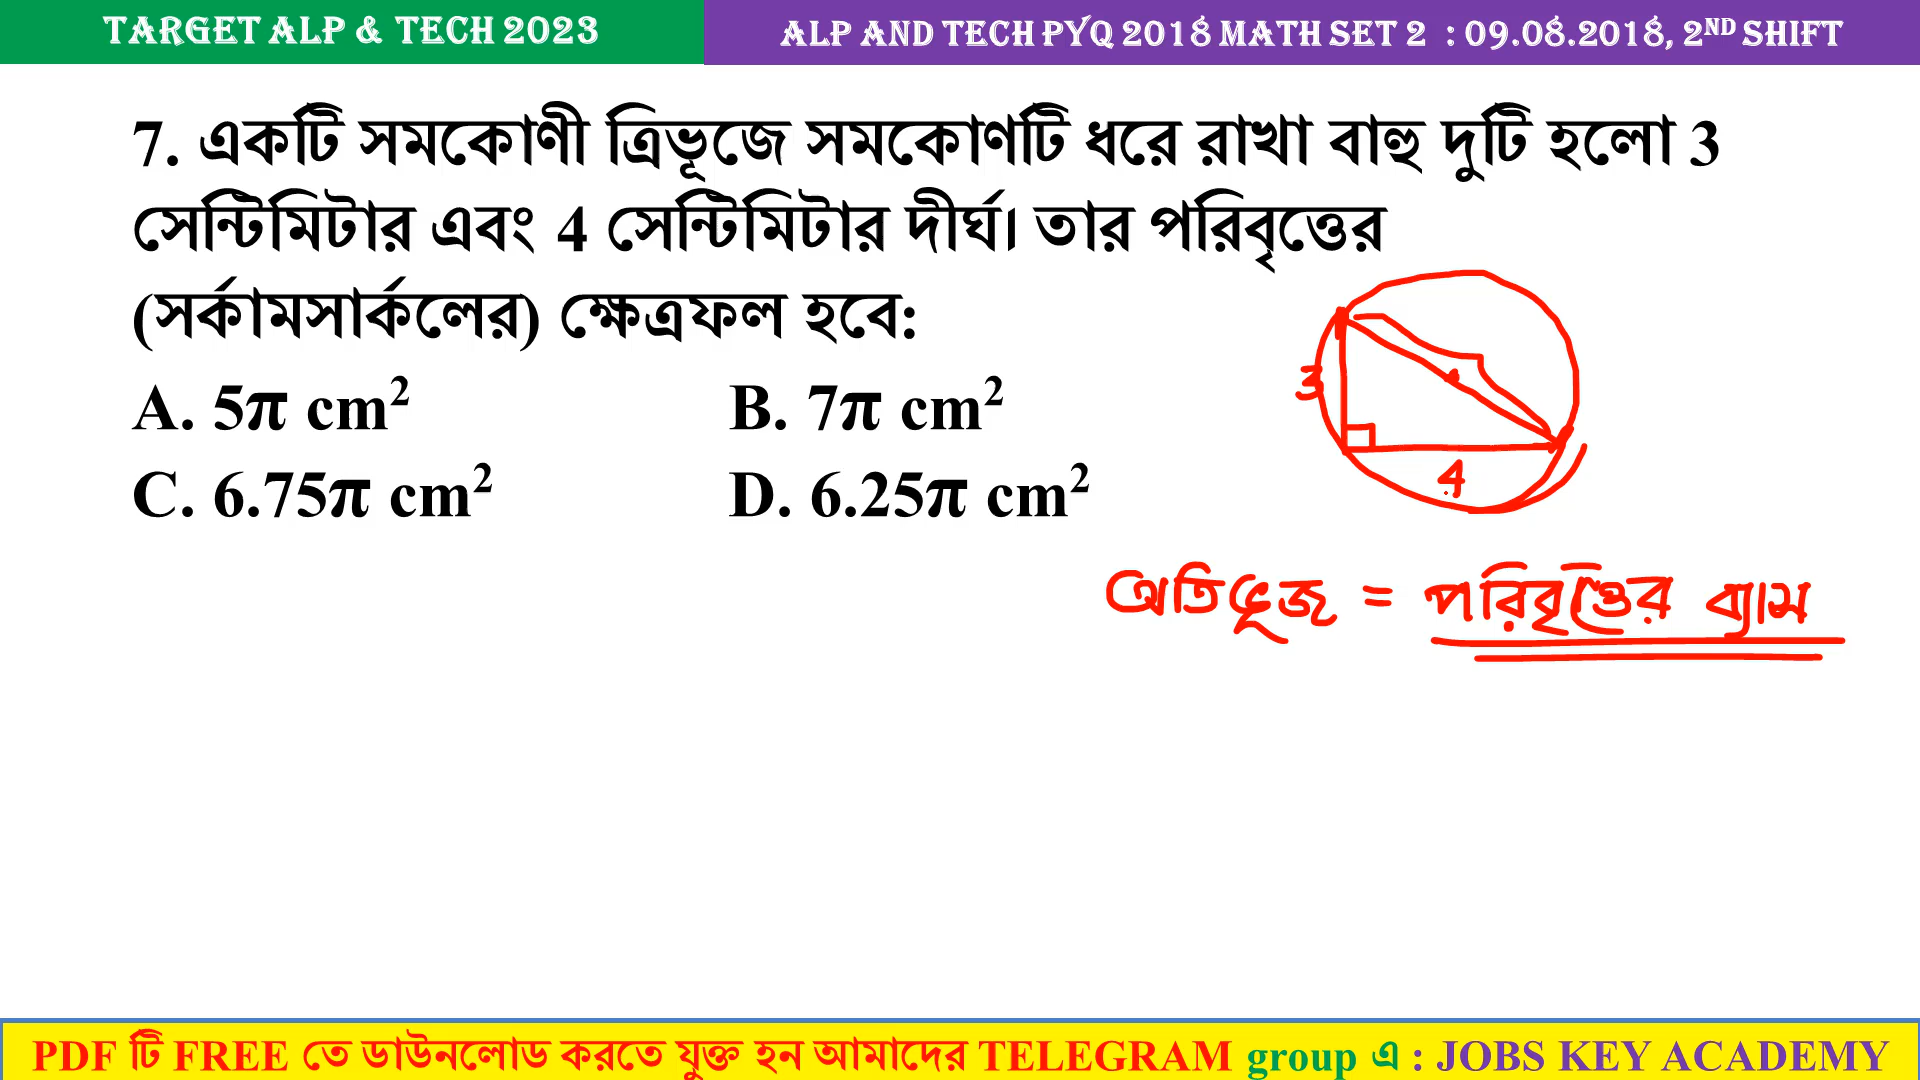 TARGET ALP & TECH 2023
ALP AND TECH PYQ 2018 MATH SET 2 : 09.08.2018, 2ND SHIFT
7. একটি সমকোণী ত্রিভূজে সমকোণটি ধরে রাখা বাহু দুটি হলো 3
সেন্টিমিটার এবং 4 সেন্টিমিটার দীর্ঘ। তার পরিবৃত্তের
(সর্কামসার্কলের) ক্ষেত্রফল হবে:
A. 5π cm² B. 7π cm²
C. 6.75π cm² D. 6.25π cm²
3
4
অতিভূজ = পরিবৃত্তের ব্যাস
PDF টি FREE তে ডাউনলোড করতে যুক্ত হন আমাদের TELEGRAM group এ : JOBS KEY ACADEMY